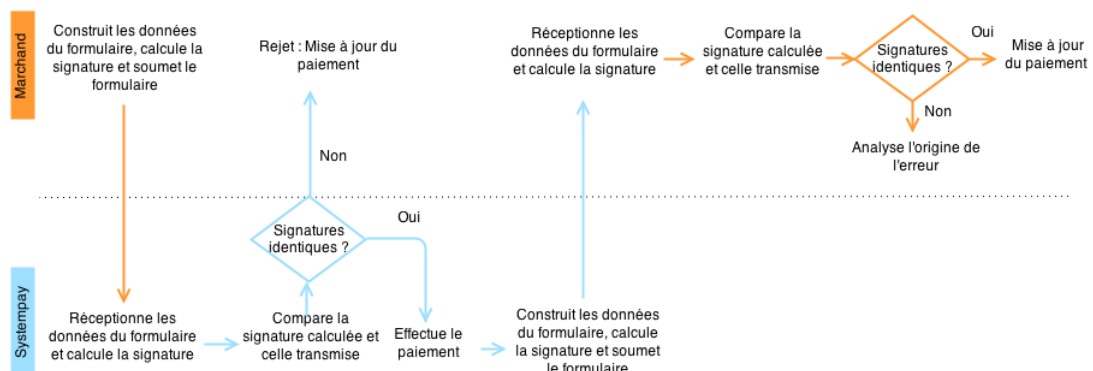 Marchand
Construit les données
du formulaire, calcule la
signature et soumet le
formulaire
Rejet : Mise à jour du
paiement
Réceptionne les
données du formulaire
et calcule la signature
Compare la
signature calculée
et celle transmise
Signatures
identiques ?
Oui
Mise à jour
du paiement
Non
Analyse l'origine de
l'erreur
Non
Systempay
Signatures
identiques ?
Oui
Réceptionne les
données du formulaire
et calcule la signature
Compare la
signature calculée et
celle transmise
Effectue le
paiement
Construit les données
du formulaire, calcule
la signature et soumet
le formulaire